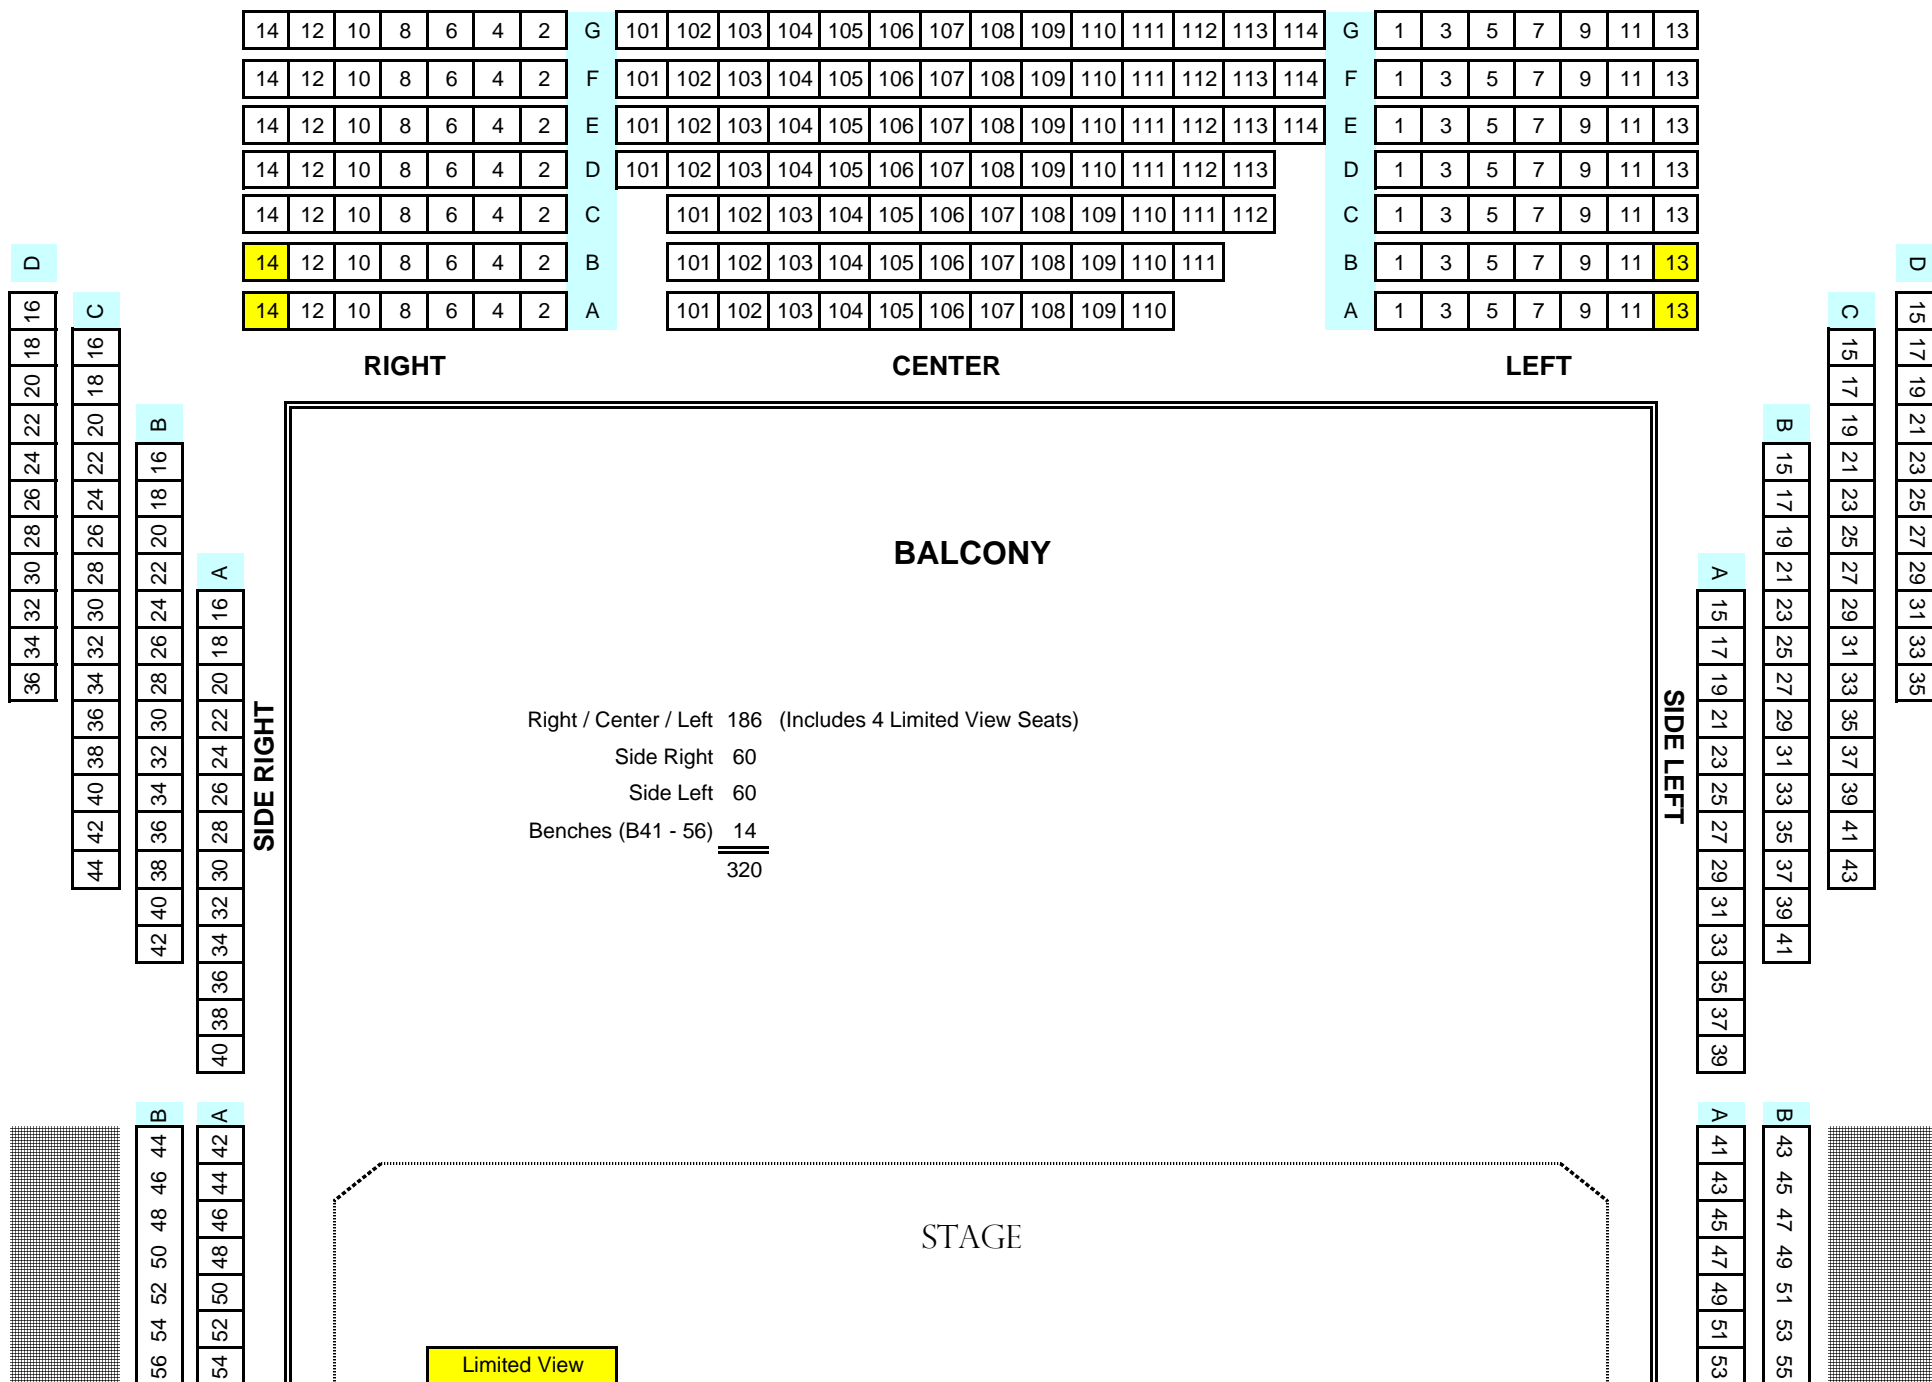 14 12 10 8 6 4 2 G 101 102 103 104 105 106 107 108 109 110 111 112 113 114 G 1 3 5 7 9 11 13
14 12 10 8 6 4 2 F 101 102 103 104 105 106 107 108 109 110 111 112 113 114 F 1 3 5 7 9 11 13
14 12 10 8 6 4 2 E 101 102 103 104 105 106 107 108 109 110 111 112 113 114 E 1 3 5 7 9 11 13
14 12 10 8 6 4 2 D 101 102 103 104 105 106 107 108 109 110 111 112 113 D 1 3 5 7 9 11 13
14 12 10 8 6 4 2 C 101 102 103 104 105 106 107 108 109 110 111 112 C 1 3 5 7 9 11 13
14 12 10 8 6 4 2 B 101 102 103 104 105 106 107 108 109 110 111 B 1 3 5 7 9 11 13
14 12 10 8 6 4 2 A 101 102 103 104 105 106 107 108 109 110 A 1 3 5 7 9 11 13
RIGHT CENTER LEFT
D 16 18 20 22 24 26 28 30 32 34 36
C 16 18 20 22 24 26 28 30 32 34 36 38 40 42 44
B 16 18 20 22 24 26 28 30 32 34 36 38 40 42
A 16 18 20 22 24 26 28 30 32 34 36 38 40
B 44 46 48 50 52 54 56
A 42 44 46 48 50 52 54
SIDE RIGHT
BALCONY
Right / Center / Left 186 (Includes 4 Limited View Seats)
Side Right 60
Side Left 60
Benches (B41 - 56) 14
320
STAGE
Limited View
SIDE LEFT
A 15 17 19 21 23 25 27 29 31 33 35 37 39
B 15 17 19 21 23 25 27 29 31 33 35 37 39 41
C 15 17 19 21 23 25 27 29 31 33 35 37 39 41 43
D 15 17 19 21 23 25 27 29 31 33 35
A 41 43 45 47 49 51 53
B 43 45 47 49 51 53 55